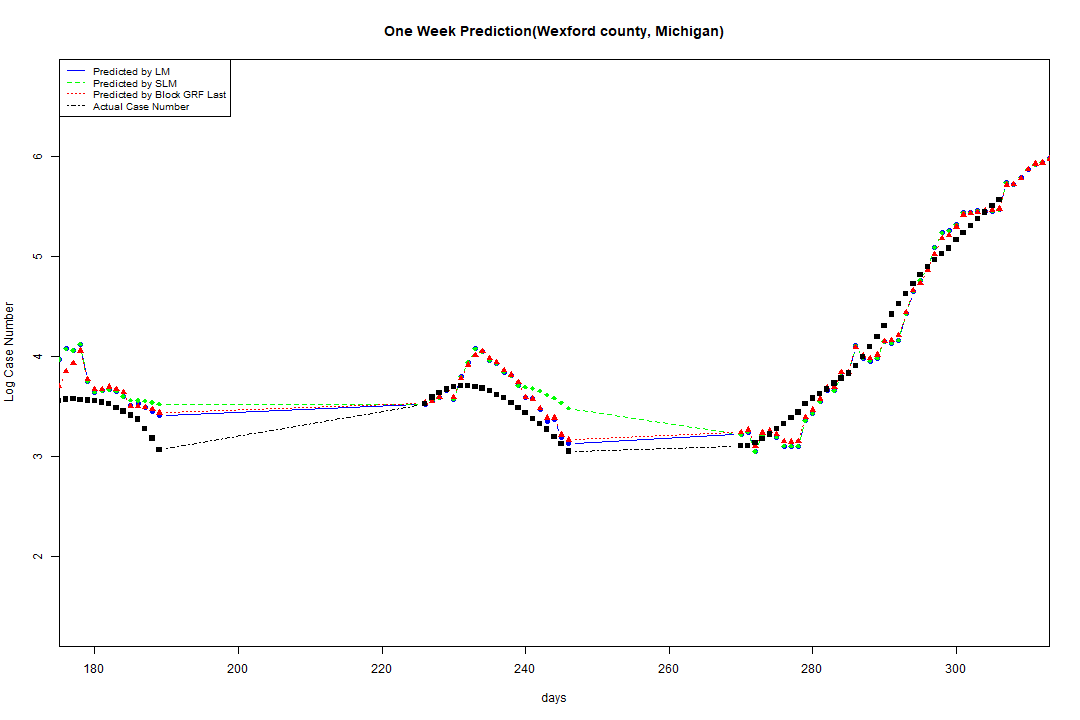 One Week Prediction(Wexford county, Michigan)
Predicted by LM
Predicted by SLM
Predicted by Block GRF Last
Actual Case Number
6
5
4
3
2
Log Case Number
180 200 220 240 260 280 300
days